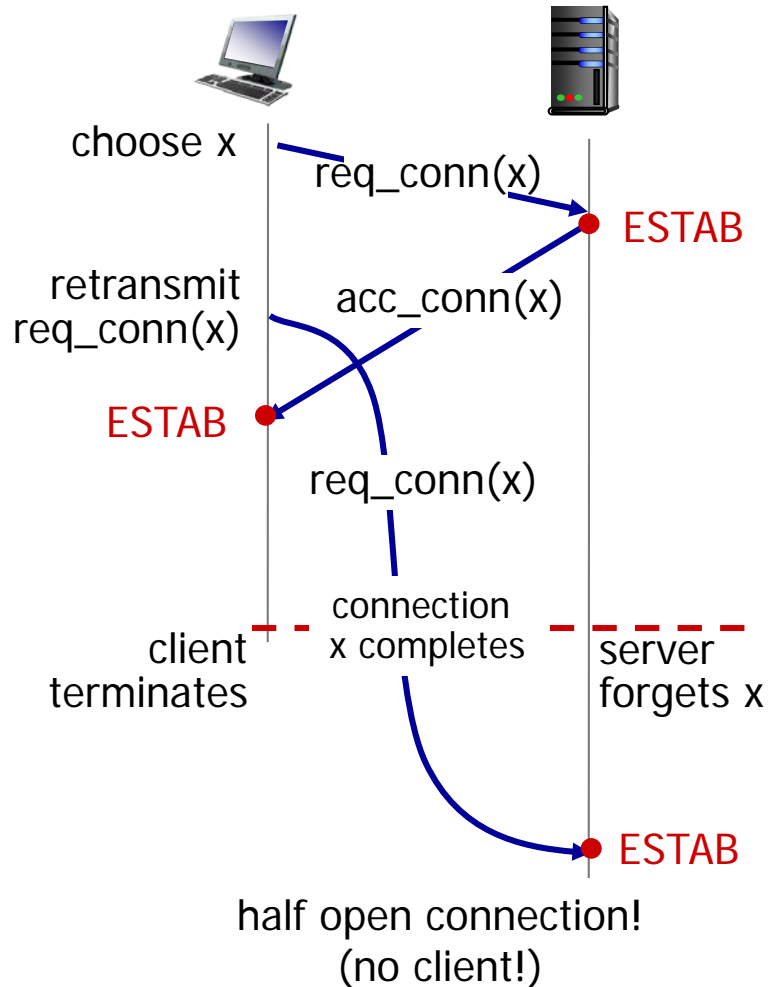 choose x
req_conn(x)
ESTAB
retransmit
req_conn(x)
acc_conn(x)
ESTAB
req_conn(x)
connection
x completes
client
terminates
server
forgets x
ESTAB
half open connection!
(no client!)